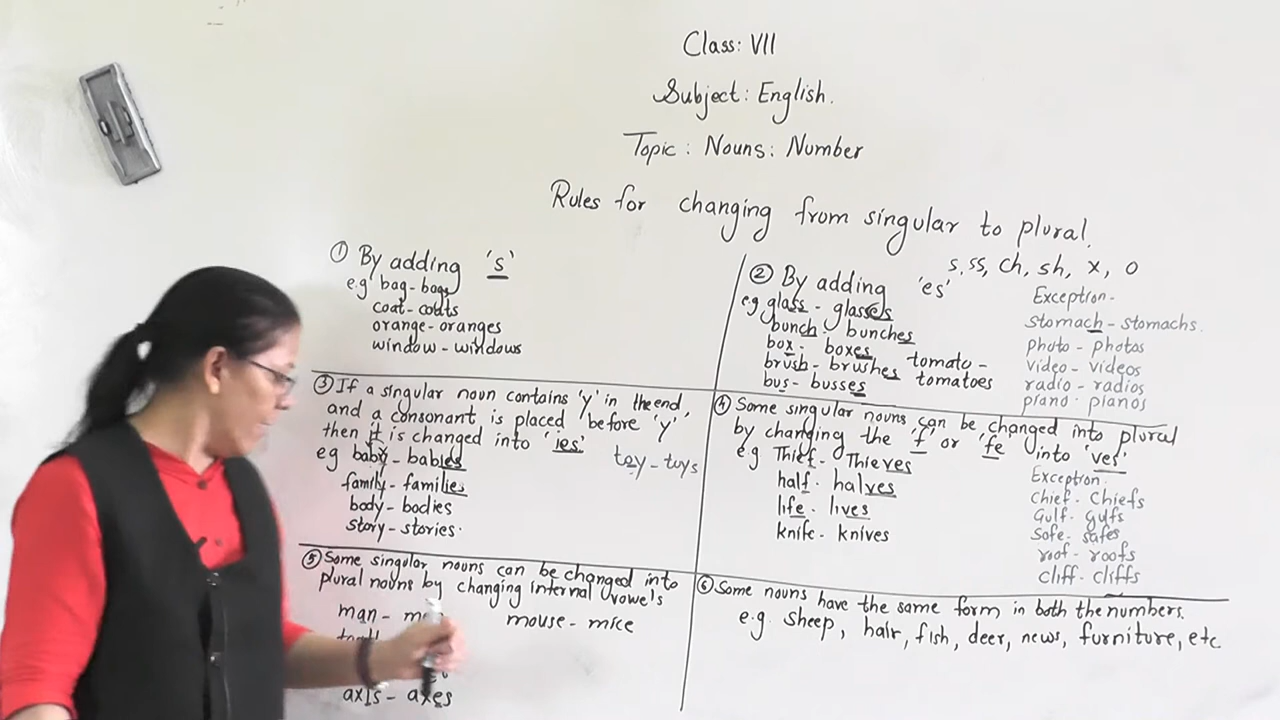 Class: VII
Subject: English.
Topic: Nouns: Number
Rules for changing from singular to plural.
① By adding 's'
e.g bag - bags
coat - coats
orange - oranges
window - windows
② By adding 'es' s, ss, ch, sh, x, o
eg glass - glasses
bunch - bunches
box - boxes
brush - brushes
bus - busses
tomato -
tomatoes
Exception -
stomach - stomachs.
photo - photos
video - videos
radio - radios
piano - pianos
③ If a singular noun contains 'y' in the end,
and a consonant is placed before 'y'
then it is changed into 'ies'.
eg baby - babies
family - families
body - bodies
story - stories.
toy - toys
④ Some singular nouns can be changed into plural
by changing the 'f' or 'fe' into 'ves'
e g Thief - Thieves
half - halves
life - lives
knife - knives
Exception
chief - chiefs
Gulf - gulfs
Safe - safes
roof - roofs
cliff - cliffs
⑤ Some singular nouns can be changed into
plural nouns by changing internal vowels
man -
mouse - mice
axis - axes
⑥ Some nouns have the same form in both the numbers.
e.g. sheep, hair, fish, deer, news, furniture, etc